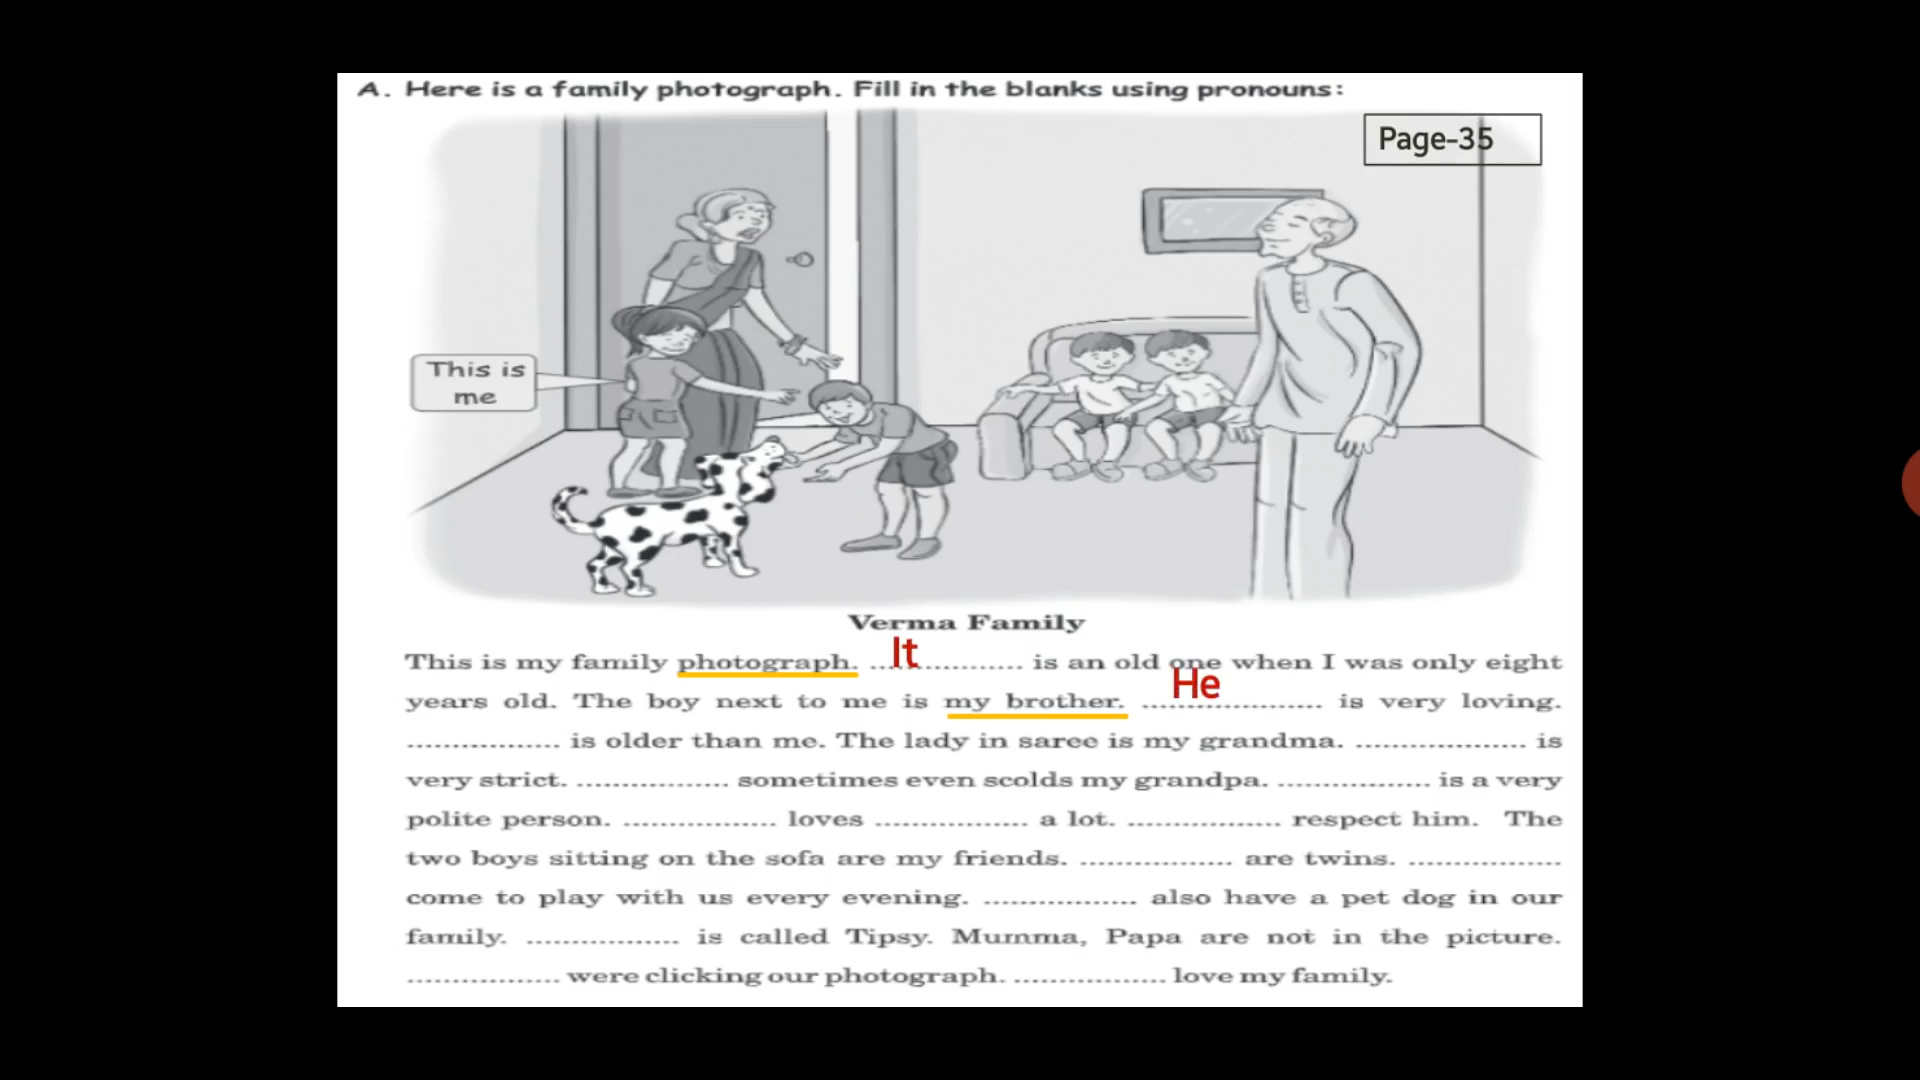 A. Here is a family photograph. Fill in the blanks using pronouns:
Page-35
This is
me
Verma Family
This is my family photograph. ....It.............. is an old one when I was only eight
years old. The boy next to me is my brother. ....He.............. is very loving.
................. is older than me. The lady in saree is my grandma. ................... is
very strict. ................. sometimes even scolds my grandpa. ................. is a very
polite person. ................. loves ................. a lot. ................. respect him. The
two boys sitting on the sofa are my friends. ................. are twins. .................
come to play with us every evening. ................. also have a pet dog in our
family. ................. is called Tipsy. Mumma, Papa are not in the picture.
................. were clicking our photograph. ................. love my family.